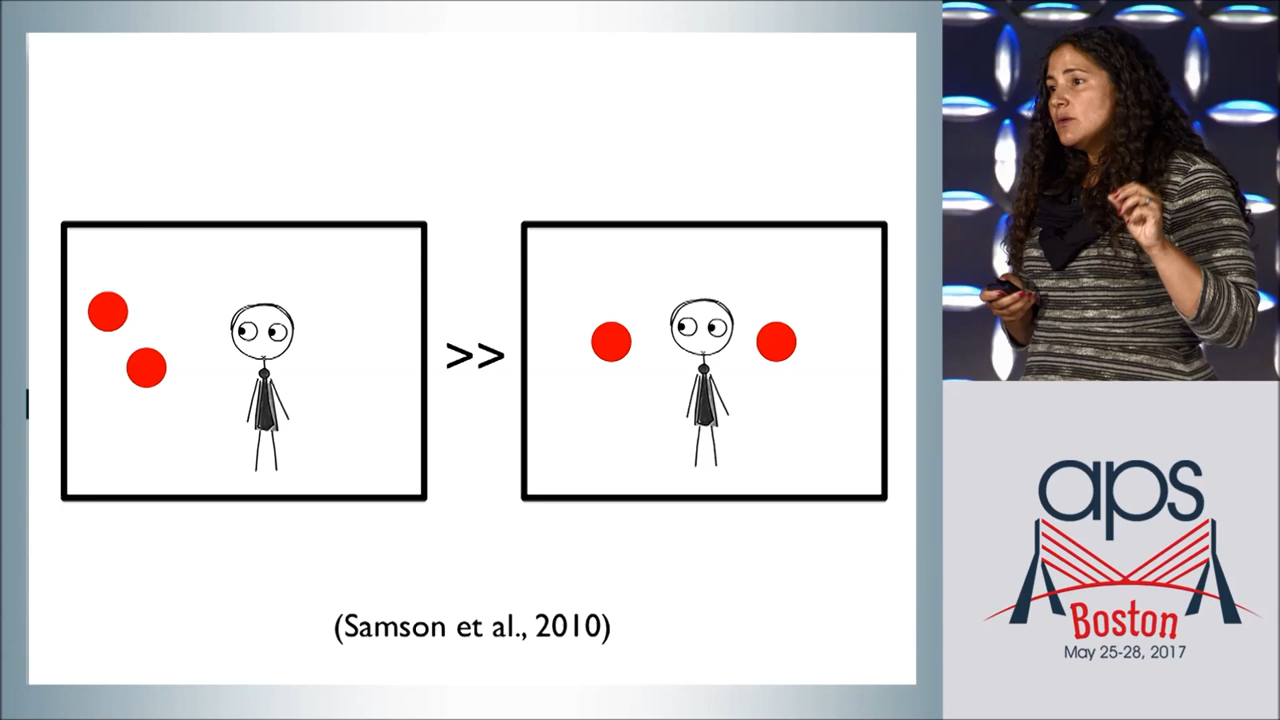 >>
(Samson et al., 2010)
aps
Boston
May 25-28, 2017